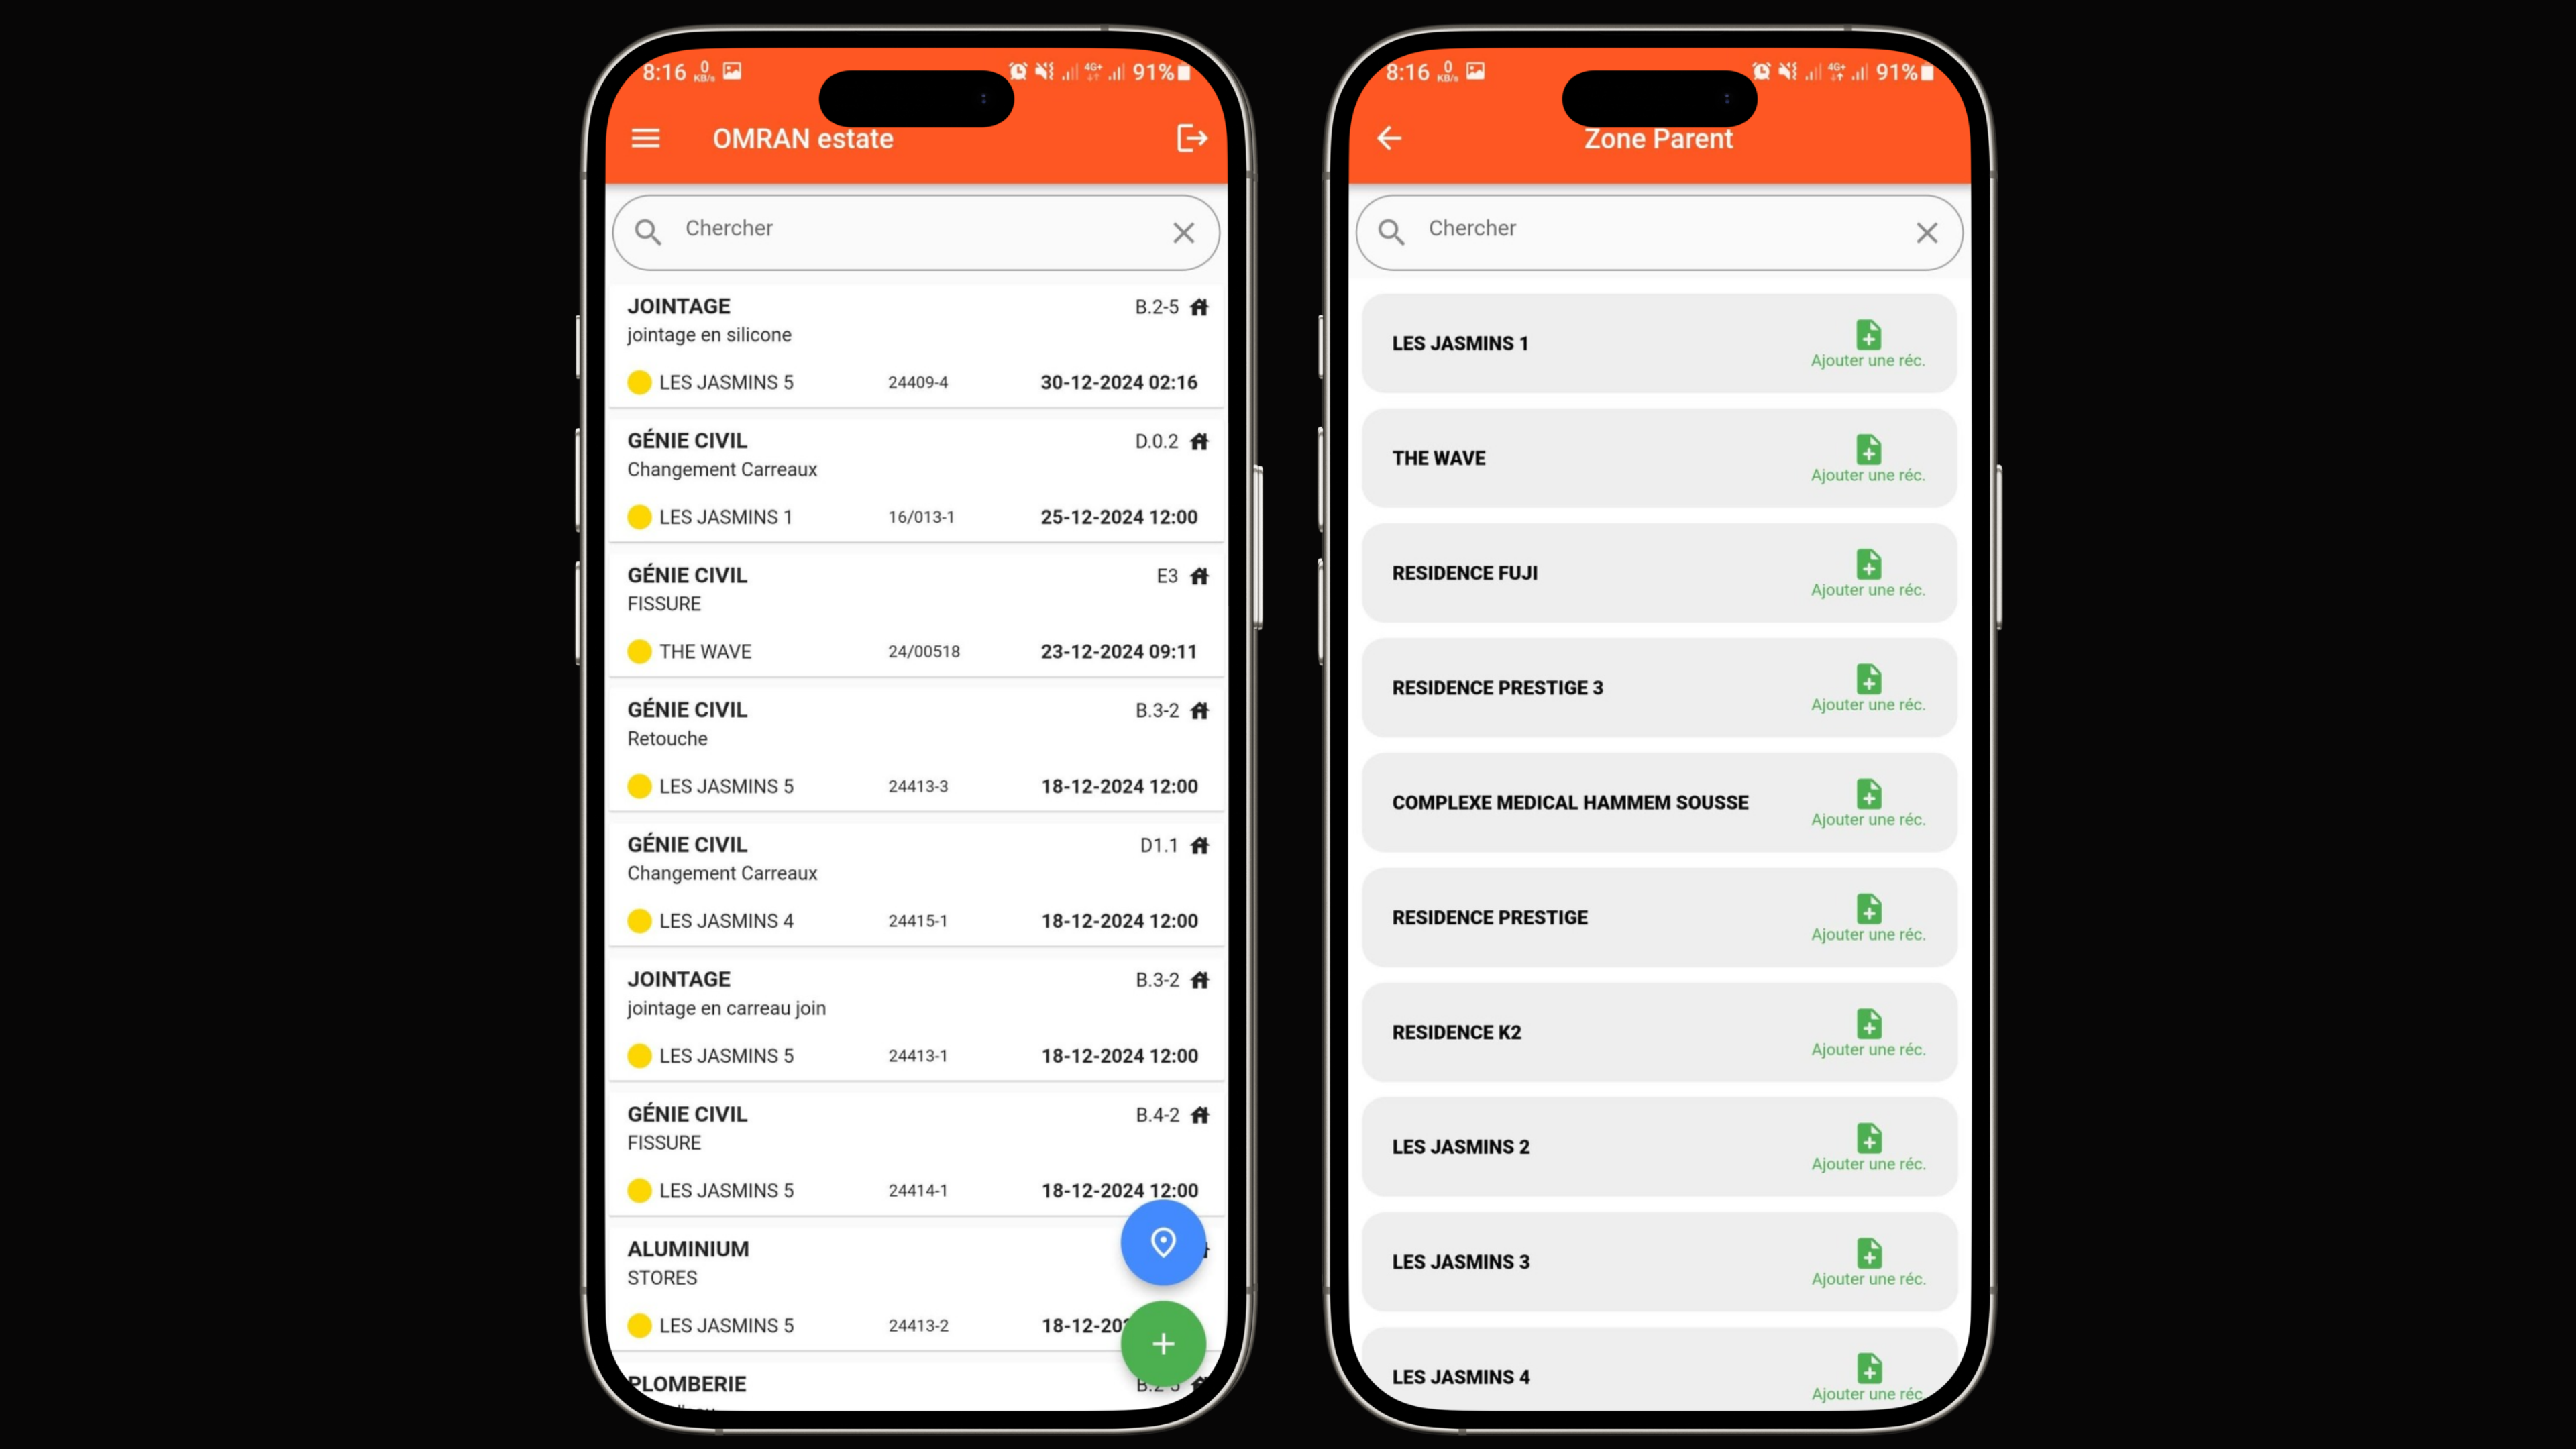 8:16 0 KB/s 4G+ 91%
OMRAN estate
Chercher
JOINTAGE B.2-5
jointage en silicone
LES JASMINS 5 24409-4 30-12-2024 02:16
GÉNIE CIVIL D.0.2
Changement Carreaux
LES JASMINS 1 16/013-1 25-12-2024 12:00
GÉNIE CIVIL E3
FISSURE
THE WAVE 24/00518 23-12-2024 09:11
GÉNIE CIVIL B.3-2
Retouche
LES JASMINS 5 24413-3 18-12-2024 12:00
GÉNIE CIVIL D1.1
Changement Carreaux
LES JASMINS 4 24415-1 18-12-2024 12:00
JOINTAGE B.3-2
jointage en carreau join
LES JASMINS 5 24413-1 18-12-2024 12:00
GÉNIE CIVIL B.4-2
FISSURE
LES JASMINS 5 24414-1 18-12-2024 12:00
ALUMINIUM
STORES
LES JASMINS 5 24413-2 18-12-20
PLOMBERIE
8:16 0 KB/s 4G+ 91%
Zone Parent
Chercher
LES JASMINS 1
Ajouter une réc.
THE WAVE
Ajouter une réc.
RESIDENCE FUJI
Ajouter une réc.
RESIDENCE PRESTIGE 3
Ajouter une réc.
COMPLEXE MEDICAL HAMMEM SOUSSE
Ajouter une réc.
RESIDENCE PRESTIGE
Ajouter une réc.
RESIDENCE K2
Ajouter une réc.
LES JASMINS 2
Ajouter une réc.
LES JASMINS 3
Ajouter une réc.
LES JASMINS 4
Ajouter une réc.